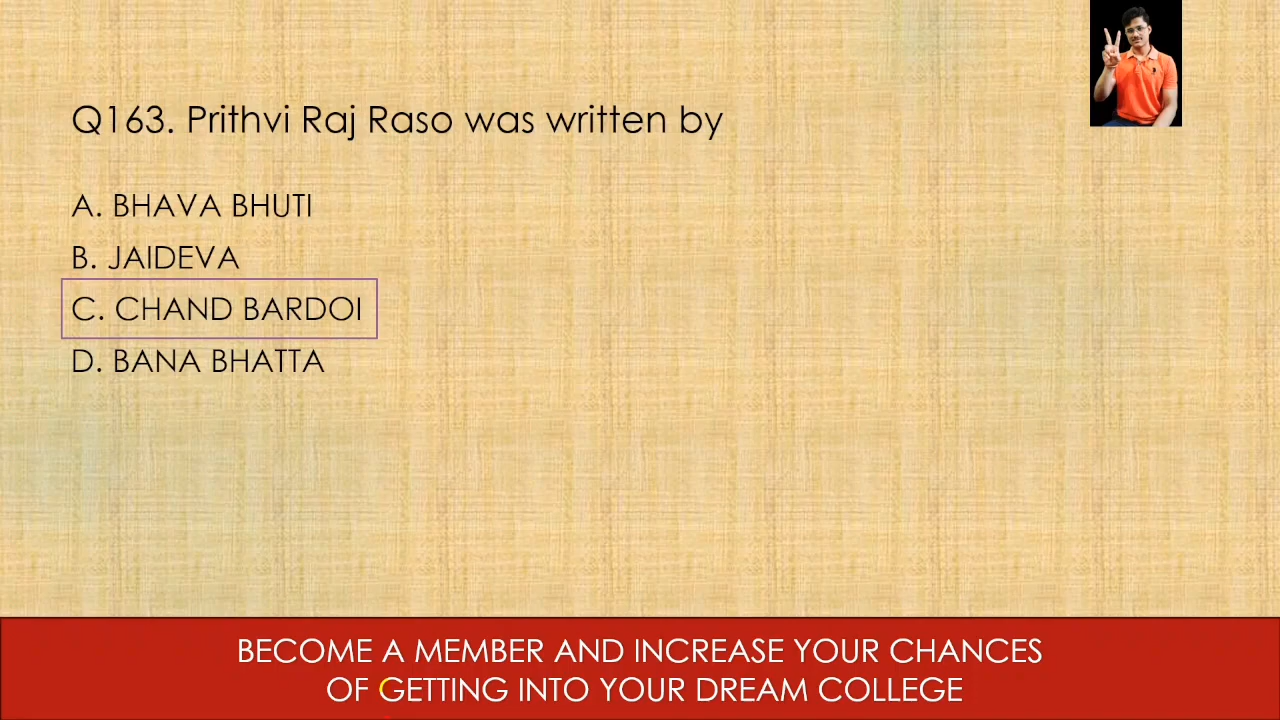 Q163. Prithvi Raj Raso was written by
A. BHAVA BHUTI
B. JAIDEVA
C. CHAND BARDOI
D. BANA BHATTA
BECOME A MEMBER AND INCREASE YOUR CHANCES
OF GETTING INTO YOUR DREAM COLLEGE